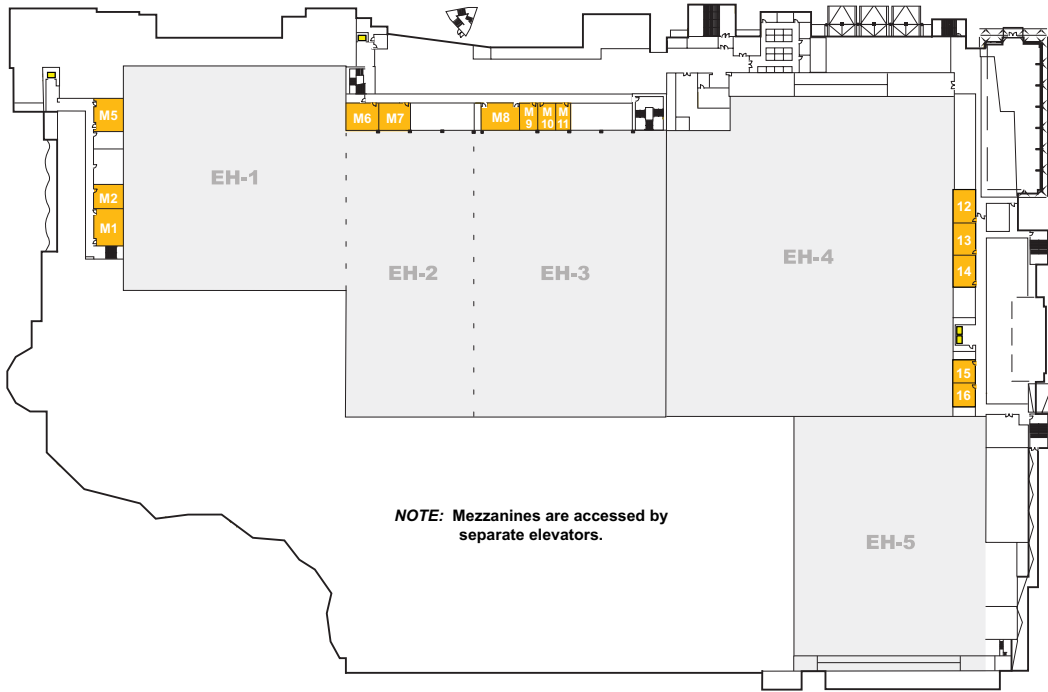 M5
M6
M7
M8
M
9
M
10
M
11
EH-1
M2
M1
12
13
14
EH-2
EH-3
EH-4
15
16
NOTE: Mezzanines are accessed by
separate elevators.
EH-5